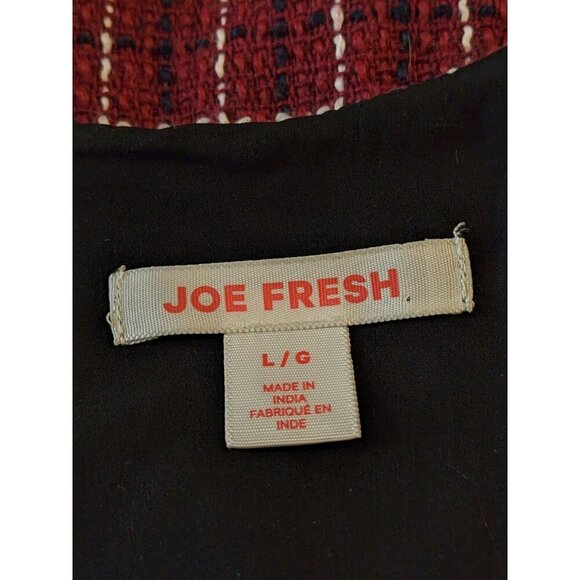 JOE FRESH
L / G
MADE IN
INDIA
FABRIQUÉ EN
INDE